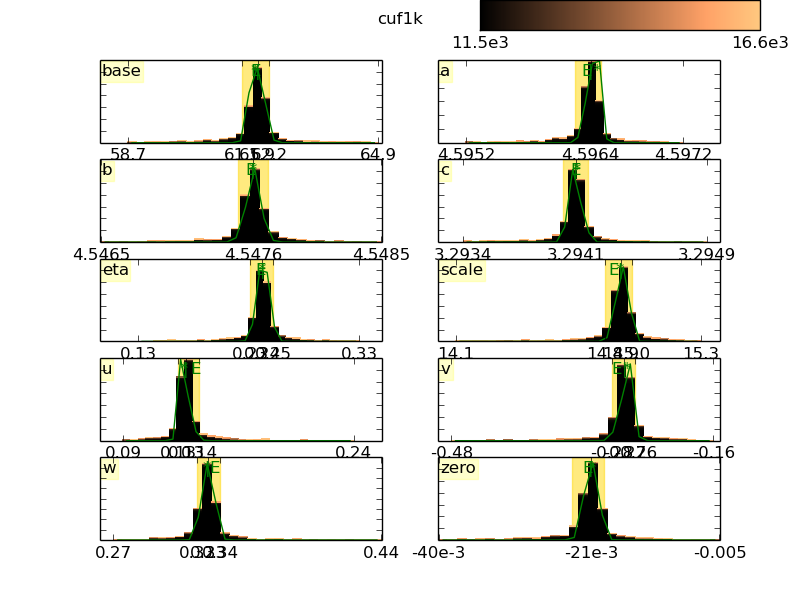 cuf1k
11.5e3 16.6e3
base a
58.7 64.9 4.5952 4.5964 4.5972
b c
4.5465 4.5476 4.5485 3.2934 3.2941 3.2949
eta scale
0.13 0.33 14.1 15.3
u v
0.09 0.24 -0.48 -0.16
w zero
0.27 0.44 -40e-3 -21e-3 -0.005